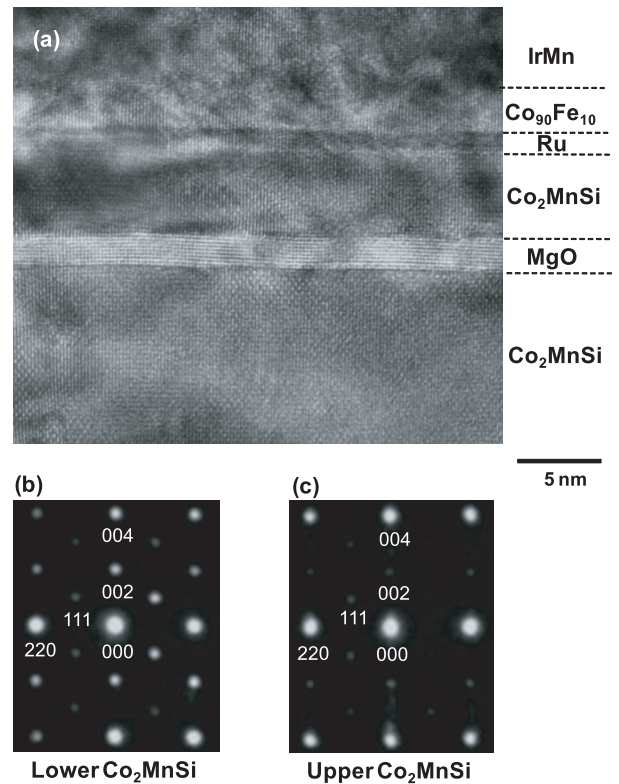 (a)
IrMn
Co₉₀Fe₁₀
Ru
Co₂MnSi
MgO
Co₂MnSi
5 nm
(b)
(c)
004
004
002
002
111
111
220
000
220
000
Lower Co₂MnSi
Upper Co₂MnSi